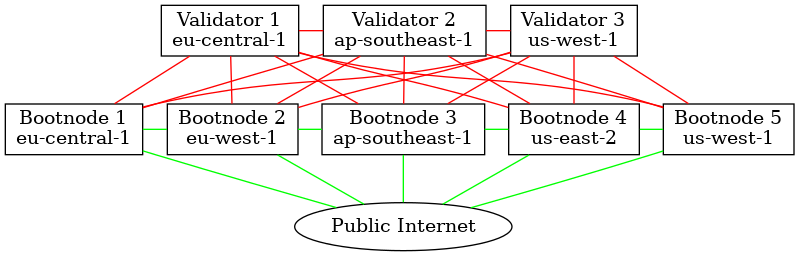 Validator 1
eu-central-1
Validator 2
ap-southeast-1
Validator 3
us-west-1
Bootnode 1
eu-central-1
Bootnode 2
eu-west-1
Bootnode 3
ap-southeast-1
Bootnode 4
us-east-2
Bootnode 5
us-west-1
Public Internet